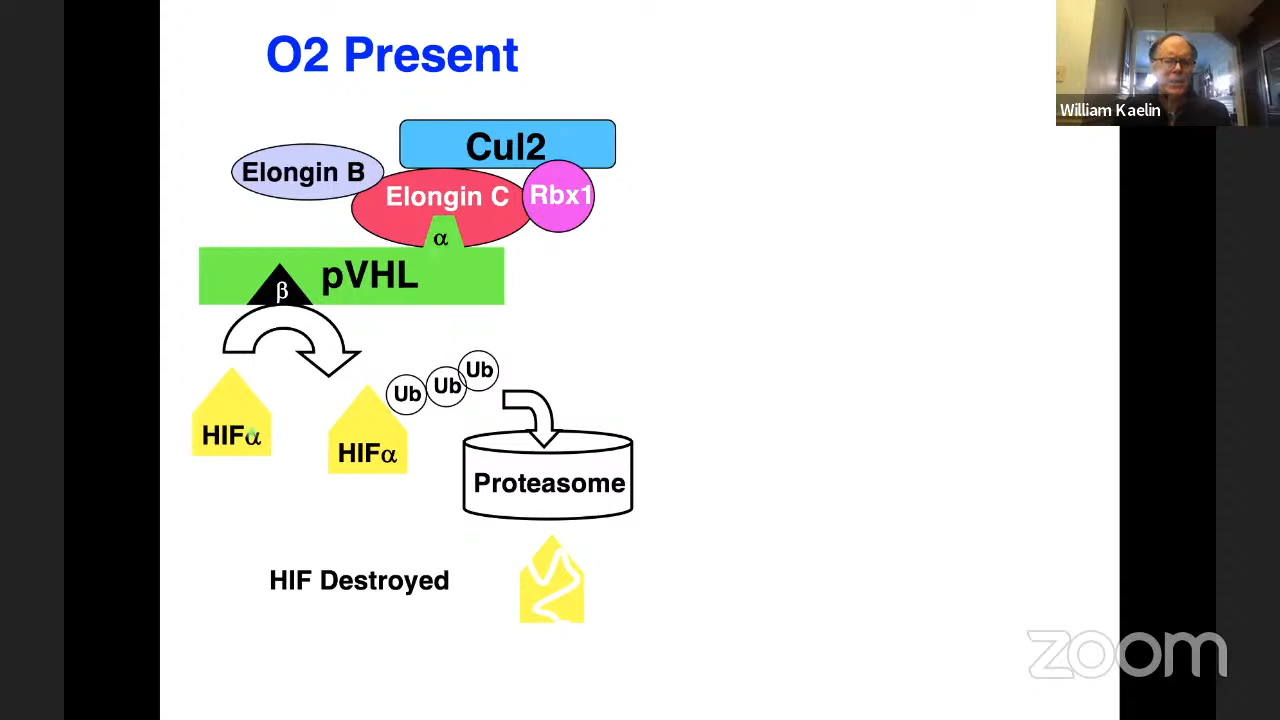 O2 Present
William Kaelin
Cul2
Elongin B
Elongin C
Rbx1
α
pVHL
β
Ub
Ub
Ub
HIFα
HIFα
Proteasome
HIF Destroyed
zoom